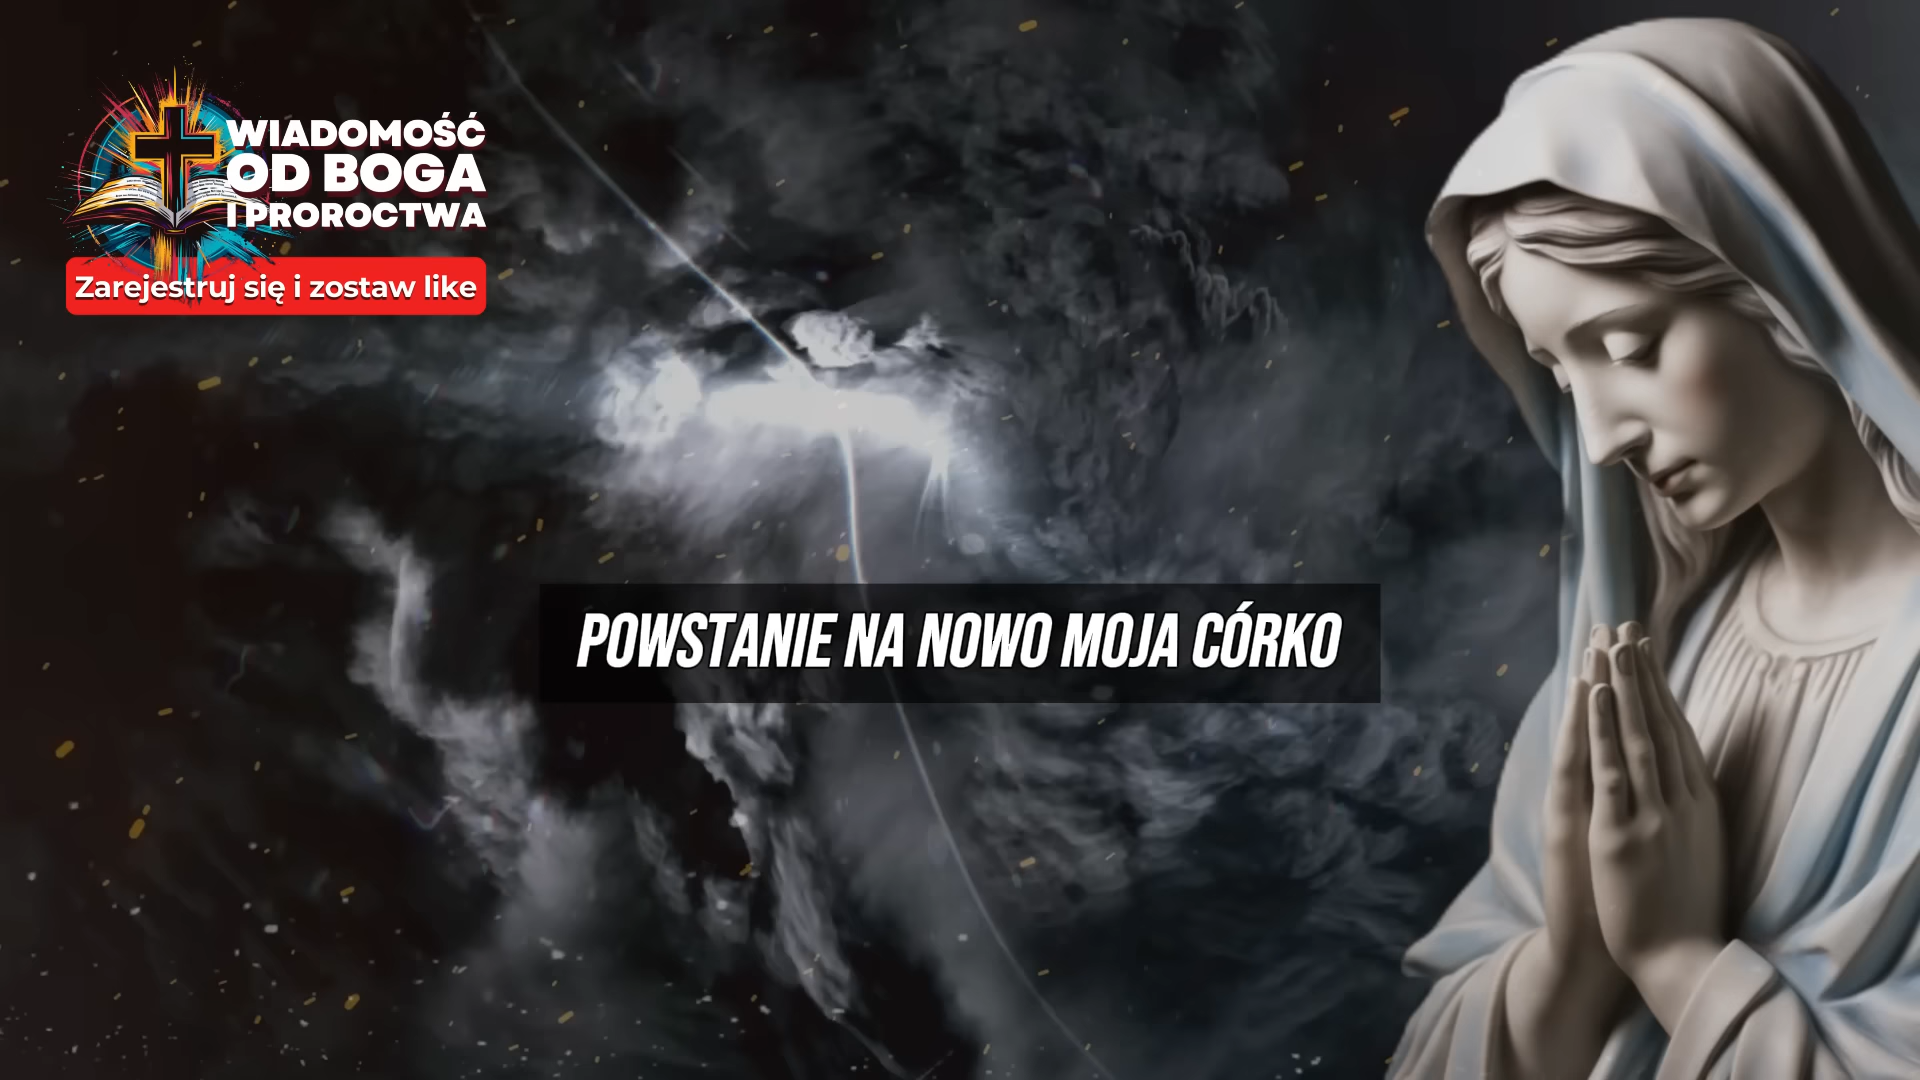 WIADOMOŚĆ
OD BOGA
I PROROCTWA
Zarejestruj się i zostaw like
POWSTANIE NA NOWO MOJA CÓRKO